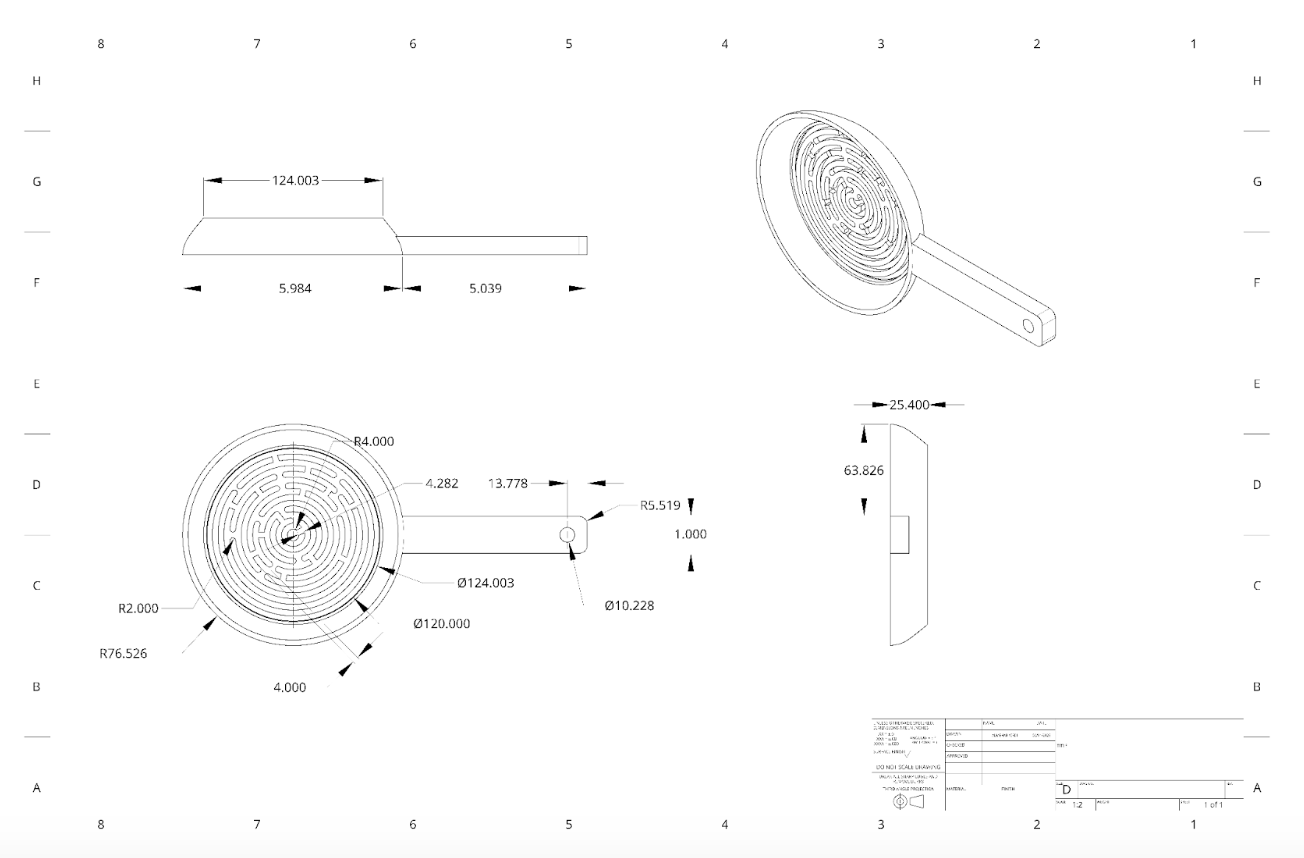 8 7 6 5 4 3 2 1
H H
G G
124.003
F F
5.984 5.039
E E
25.400
R4.000
63.826
D D
4.282 13.778
R5.519
1.000
C C
Ø124.003
R2.000
Ø10.228
Ø120.000
R76.526
B B
4.000
DO NOT SCALE DRAWING
APPROVED
THIRD ANGLE PROJECTION
MATERIAL FINISH
D
A A
1:2 1 of 1
8 7 6 5 4 3 2 1